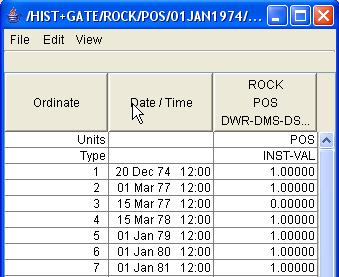 /HIST+GATE/ROCK/POS/01JAN1974/...
File Edit View
Ordinate Date / Time ROCK
POS
DWR-DMS-DS...
Units POS
Type INST-VAL
1 20 Dec 74 12:00 1.00000
2 01 Mar 77 12:00 1.00000
3 15 Mar 77 12:00 0.00000
4 15 Mar 78 12:00 1.00000
5 01 Jan 79 12:00 1.00000
6 01 Jan 80 12:00 1.00000
7 01 Jan 81 12:00 1.00000